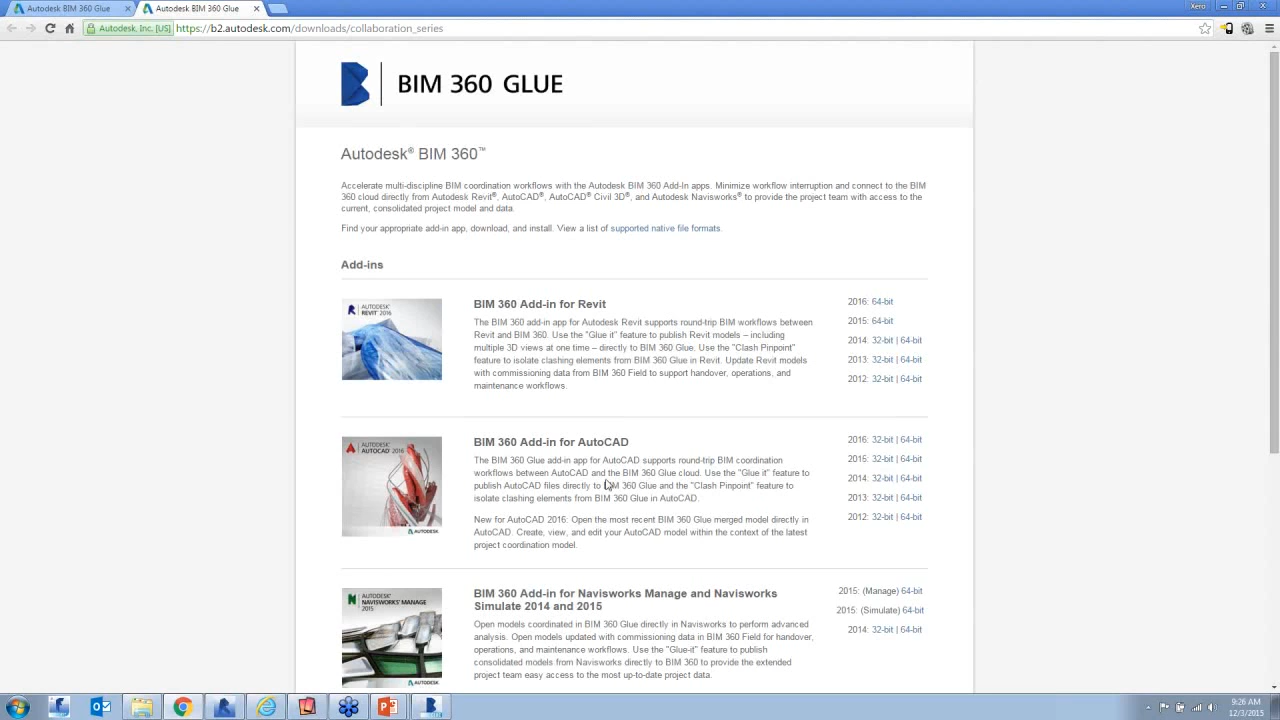 Autodesk BIM 360 Glue
Autodesk BIM 360 Glue
Xerxi
Autodesk, Inc. [US]
https://b2.autodesk.com/downloads/collaboration_series
BIM 360 GLUE
Autodesk® BIM 360™
Accelerate multi-discipline BIM coordination workflows with the Autodesk BIM 360 Add-In apps. Minimize workflow interruption and connect to the BIM
360 cloud directly from Autodesk Revit®, AutoCAD®, AutoCAD® Civil 3D®, and Autodesk Navisworks® to provide the project team with access to the
current, consolidated project model and data.
Find your appropriate add-in app, download, and install. View a list of supported native file formats.
Add-ins
AUTODESK®
REVIT® 2016
BIM 360 Add-in for Revit
The BIM 360 add-in app for Autodesk Revit supports round-trip BIM workflows between
Revit and BIM 360. Use the "Glue it" feature to publish Revit models – including
multiple 3D views at one time – directly to BIM 360 Glue. Use the "Clash Pinpoint"
feature to isolate clashing elements from BIM 360 Glue in Revit. Update Revit models
with commissioning data from BIM 360 Field to support handover, operations, and
maintenance workflows.
2016: 64-bit
2015: 64-bit
2014: 32-bit | 64-bit
2013: 32-bit | 64-bit
2012: 32-bit | 64-bit
AUTODESK®
AUTOCAD® 2016
AUTODESK
BIM 360 Add-in for AutoCAD
The BIM 360 Glue add-in app for AutoCAD supports round-trip BIM coordination
workflows between AutoCAD and the BIM 360 Glue cloud. Use the "Glue it" feature to
publish AutoCAD files directly to BIM 360 Glue and the "Clash Pinpoint" feature to
isolate clashing elements from BIM 360 Glue in AutoCAD.
New for AutoCAD 2016: Open the most recent BIM 360 Glue merged model directly in
AutoCAD. Create, view, and edit your AutoCAD model within the context of the latest
project coordination model.
2016: 32-bit | 64-bit
2015: 32-bit | 64-bit
2014: 32-bit | 64-bit
2013: 32-bit | 64-bit
2012: 32-bit | 64-bit
AUTODESK®
NAVISWORKS® MANAGE
2015
AUTODESK
BIM 360 Add-in for Navisworks Manage and Navisworks
Simulate 2014 and 2015
Open models coordinated in BIM 360 Glue directly in Navisworks to perform advanced
analysis. Open models updated with commissioning data in BIM 360 Field for handover,
operations, and maintenance workflows. Use the "Glue-it" feature to publish
consolidated models from Navisworks directly to BIM 360 to provide the extended
project team easy access to the most up-to-date project data.
2015: (Manage) 64-bit
2015: (Simulate) 64-bit
2014: 32-bit | 64-bit
9:26 AM
12/3/2015